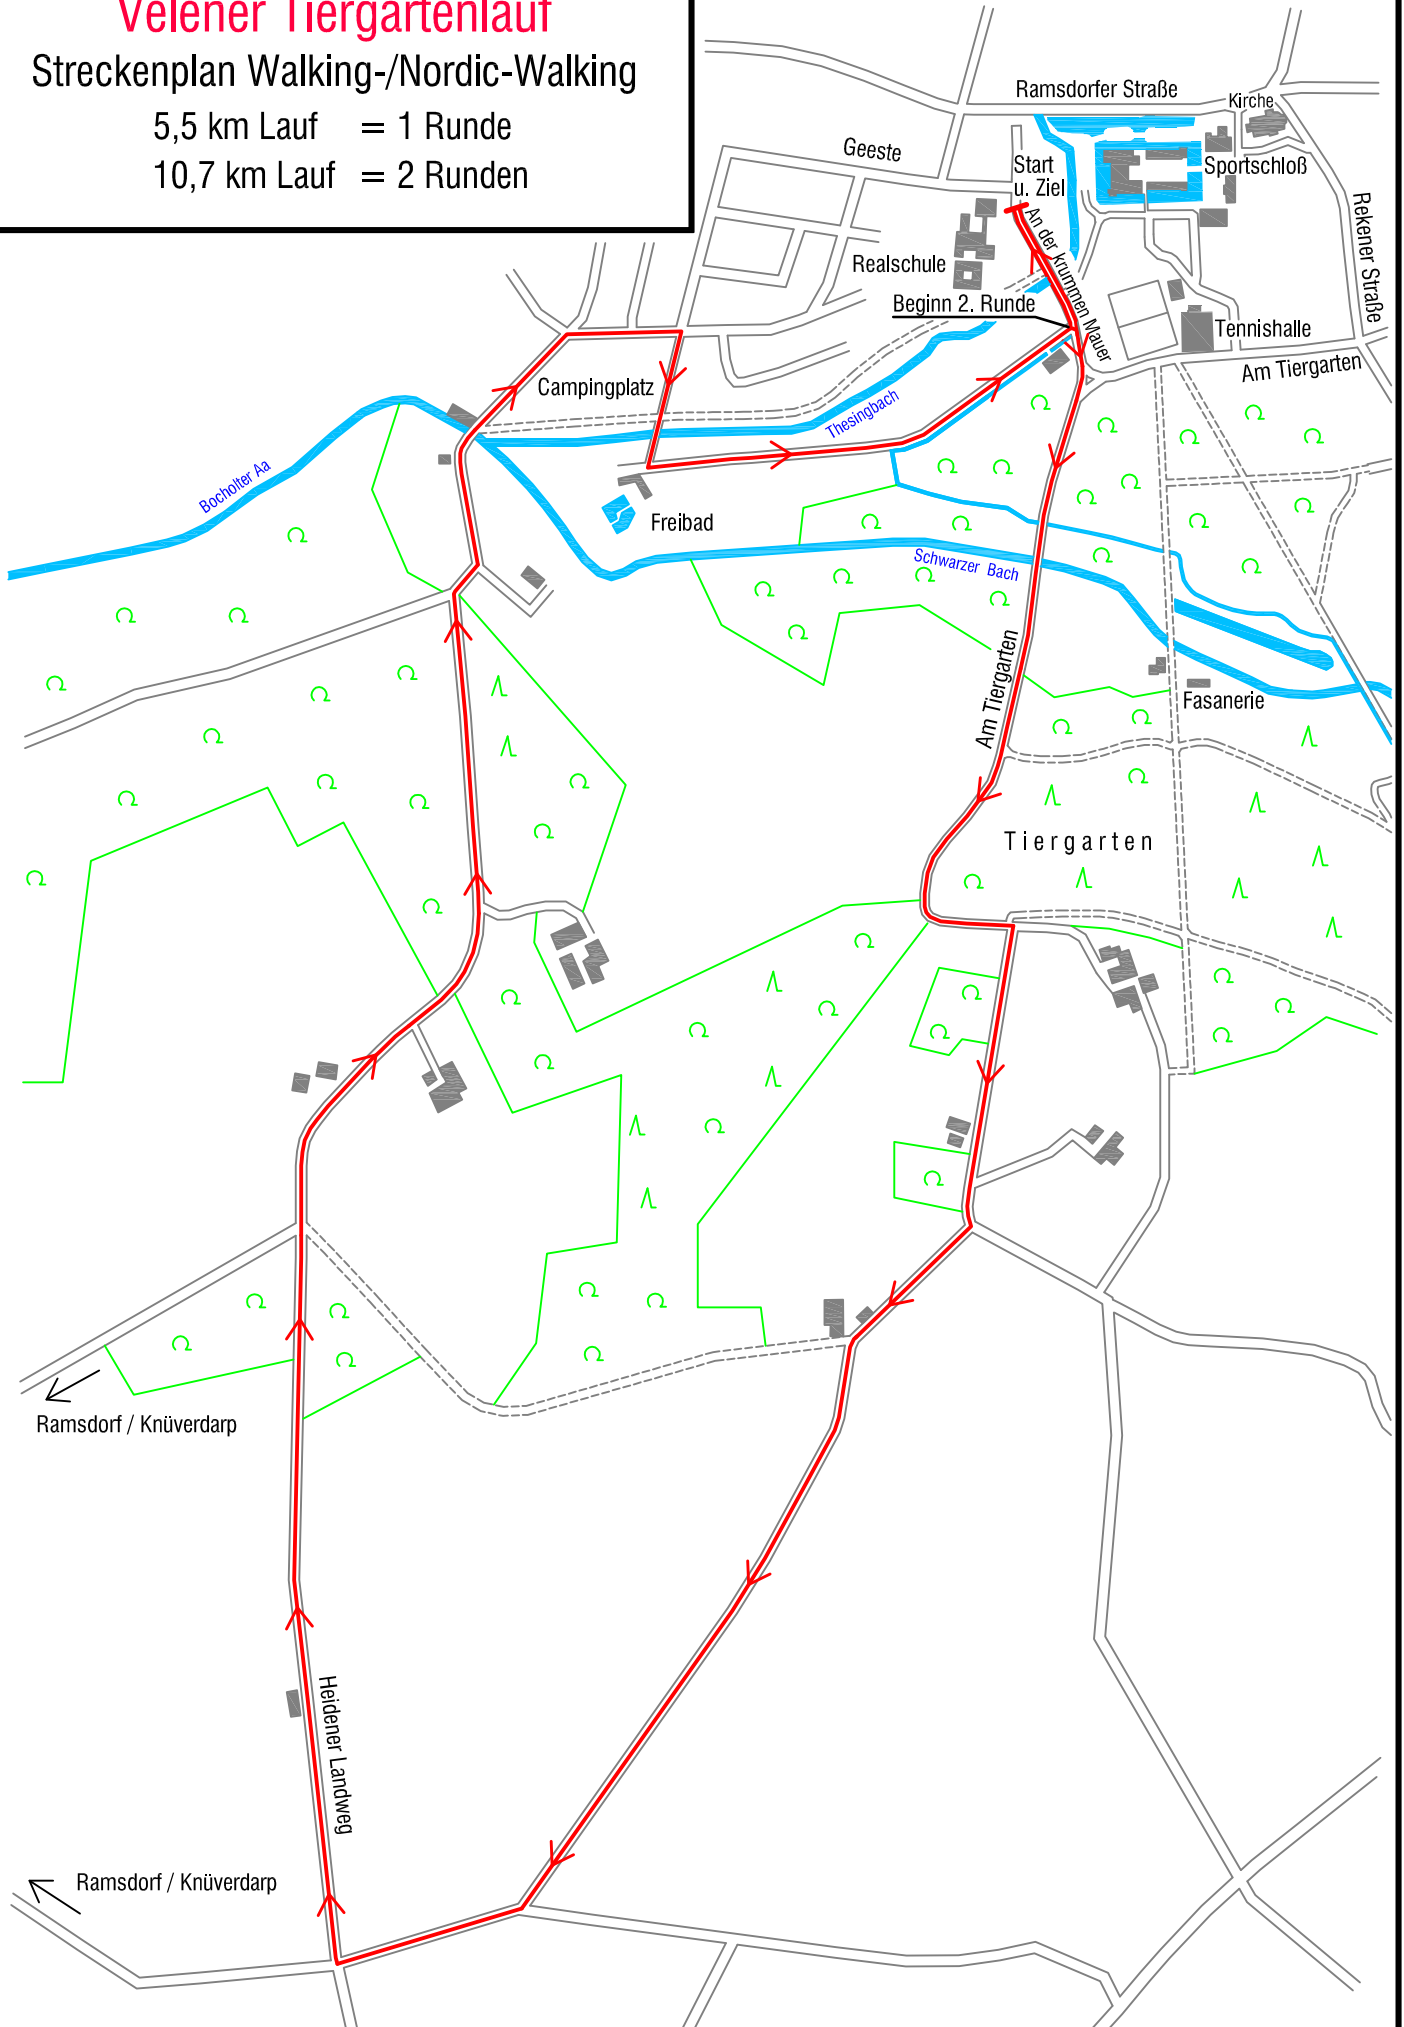 Velener Tiergartenlauf
Streckenplan Walking-/Nordic-Walking
5,5 km Lauf = 1 Runde
10,7 km Lauf = 2 Runden
Ramsdorfer Straße
Kirche
Geeste
Start
u. Ziel
Sportschloß
Rekener Straße
An der krummen Mauer
Realschule
Beginn 2. Runde
Tennishalle
Am Tiergarten
Campingplatz
Thesingbach
Bocholter Aa
Freibad
Schwarzer Bach
Am Tiergarten
Fasanerie
Tiergarten
Ramsdorf / Knüverdarp
Heidener Landweg
Ramsdorf / Knüverdarp